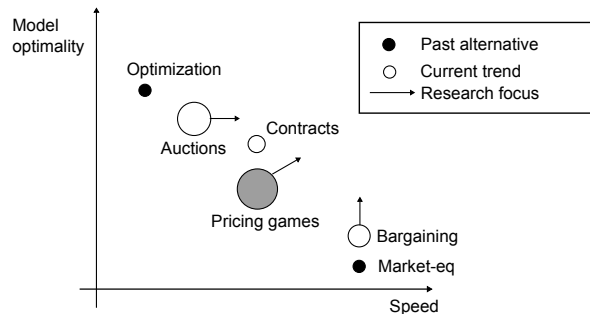 Model
optimality
Optimization
Auctions
Contracts
Pricing games
Bargaining
Market-eq
Speed
Past alternative
Current trend
Research focus